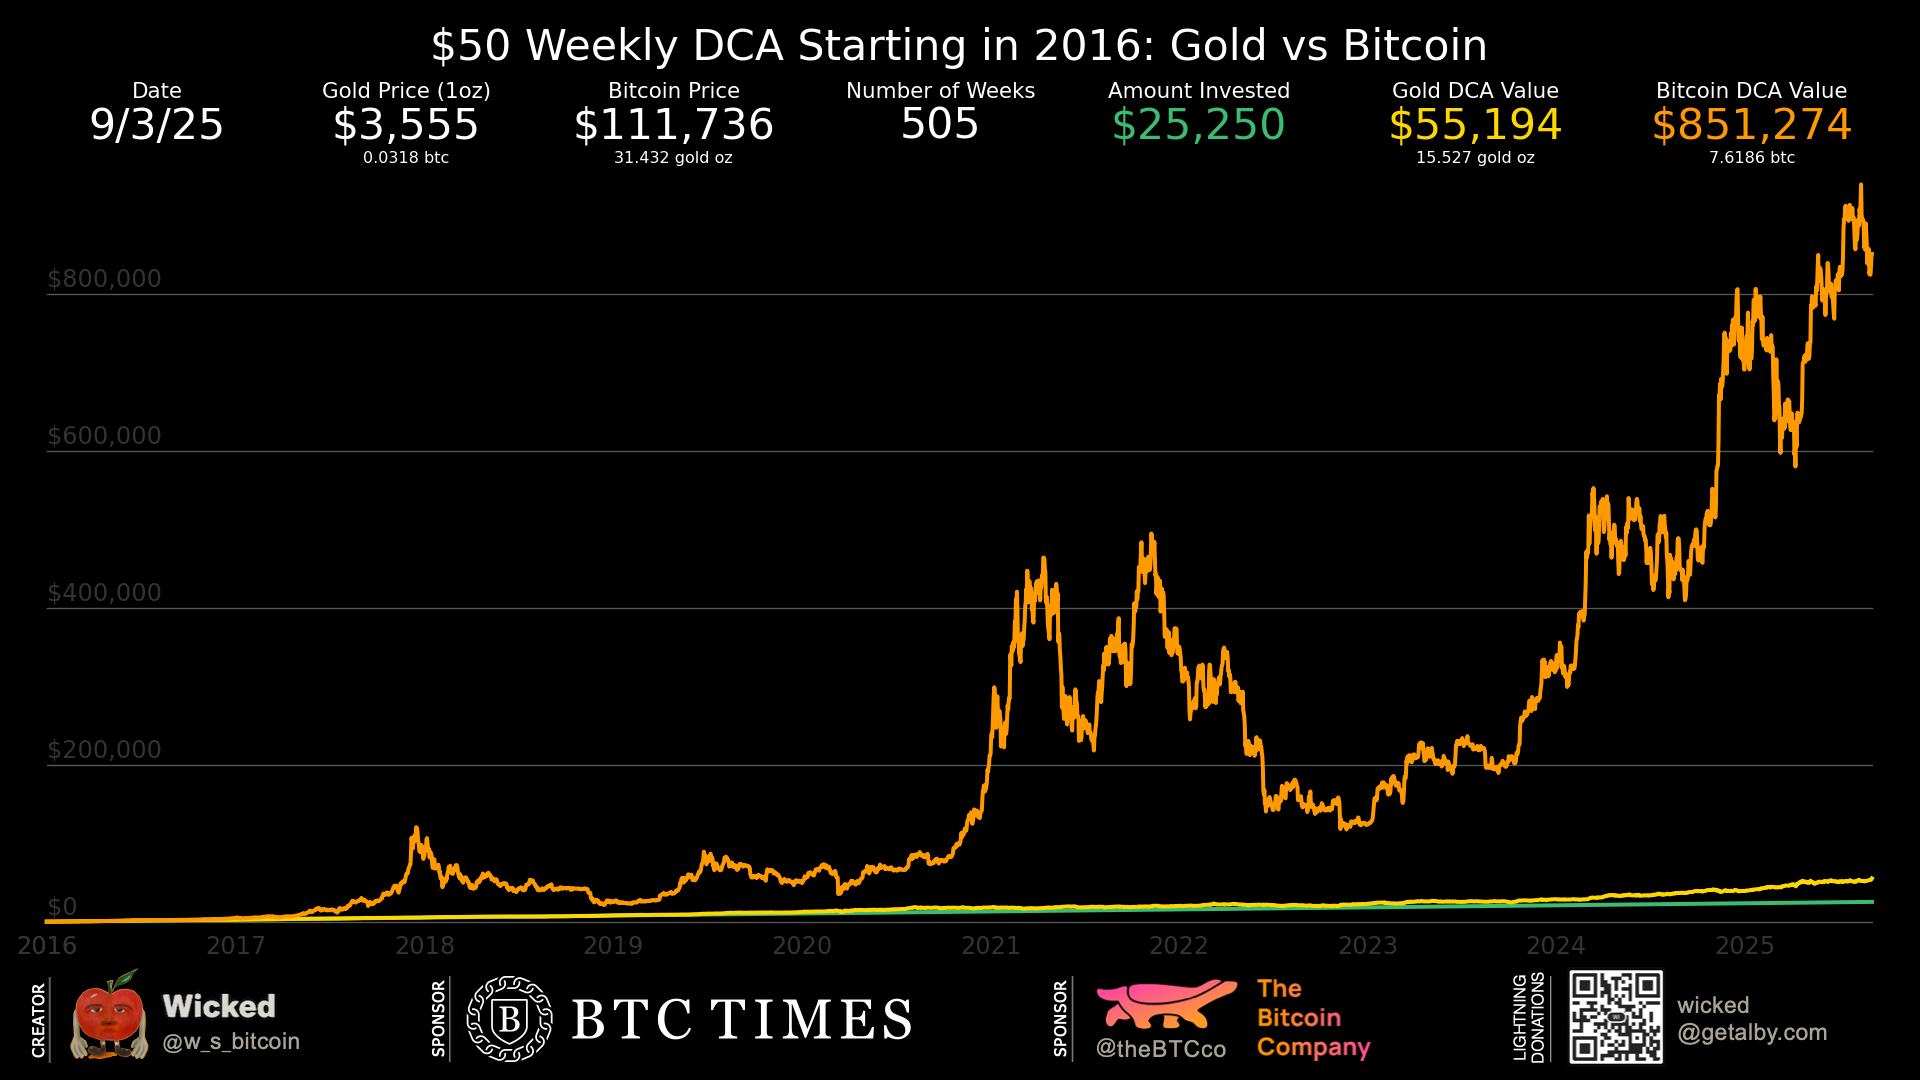 $50 Weekly DCA Starting in 2016: Gold vs Bitcoin
Date
9/3/25
Gold Price (1oz)
$3,555
0.0318 btc
Bitcoin Price
$111,736
31.432 gold oz
Number of Weeks
505
Amount Invested
$25,250
Gold DCA Value
$55,194
15.527 gold oz
Bitcoin DCA Value
$851,274
7.6186 btc
$800,000
$600,000
$400,000
$200,000
$0
2016 2017 2018 2019 2020 2021 2022 2023 2024 2025
CREATOR
Wicked
@w_s_bitcoin
SPONSOR
B
BTC TIMES
SPONSOR
@theBTCco
The
Bitcoin
Company
LIGHTNING
DONATIONS
wicked
@getalby.com